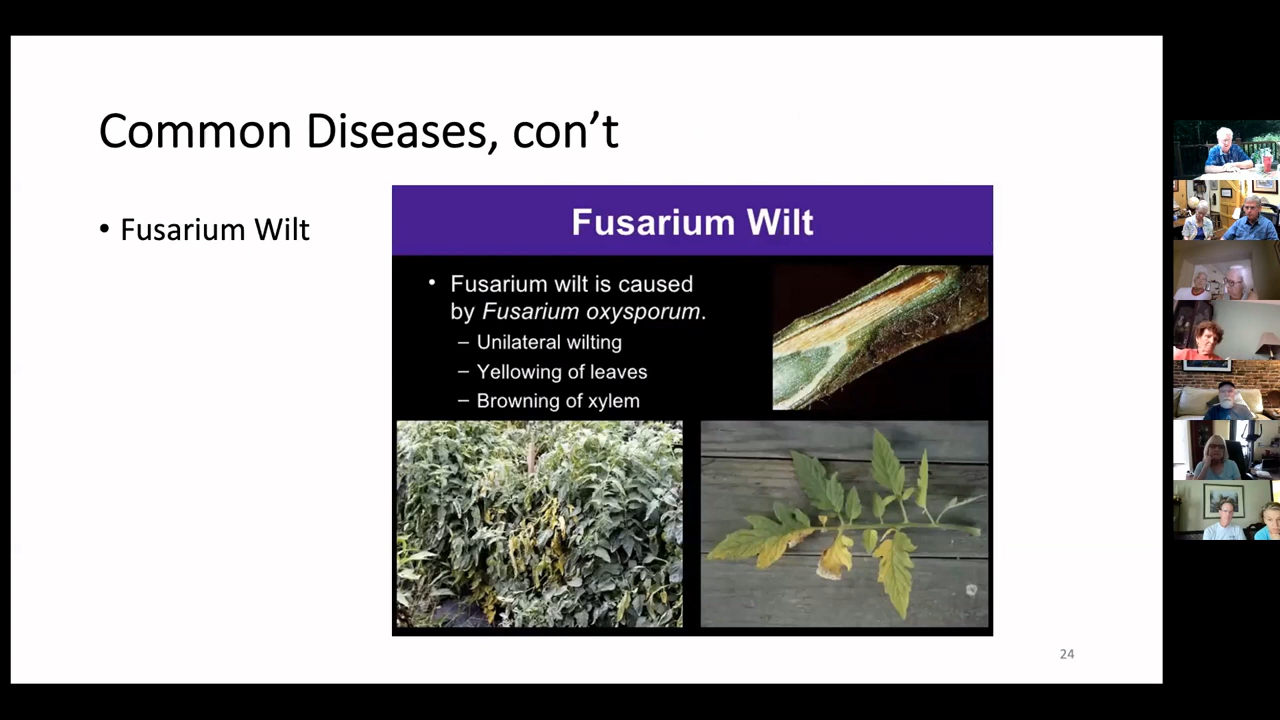 Common Diseases, con’t
• Fusarium Wilt
Fusarium Wilt
• Fusarium wilt is caused
by Fusarium oxysporum.
– Unilateral wilting
– Yellowing of leaves
– Browning of xylem
24